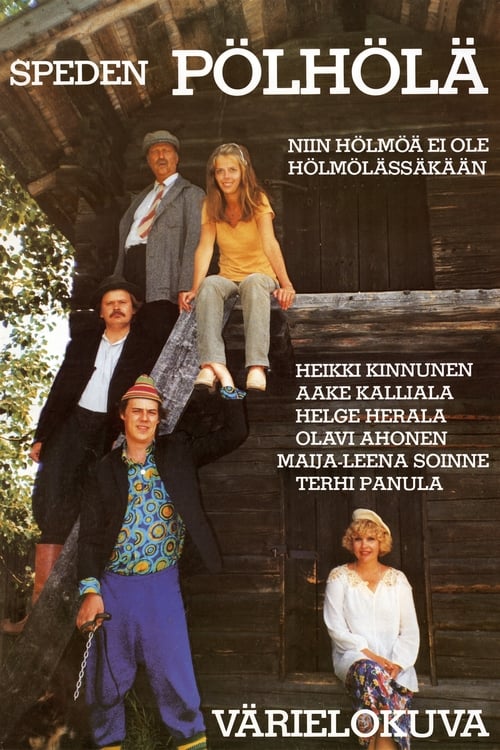 SPEDEN PÖLHÖLÄ
NIIN HÖLMÖÄ EI OLE
HÖLMÖLÄSSÄKÄÄN
HEIKKI KINNUNEN
AAKE KALLIALA
HELGE HERALA
OLAVI AHONEN
MAIJA-LEENA SOINNE
TERHI PANULA
VÄRIELOKUVA